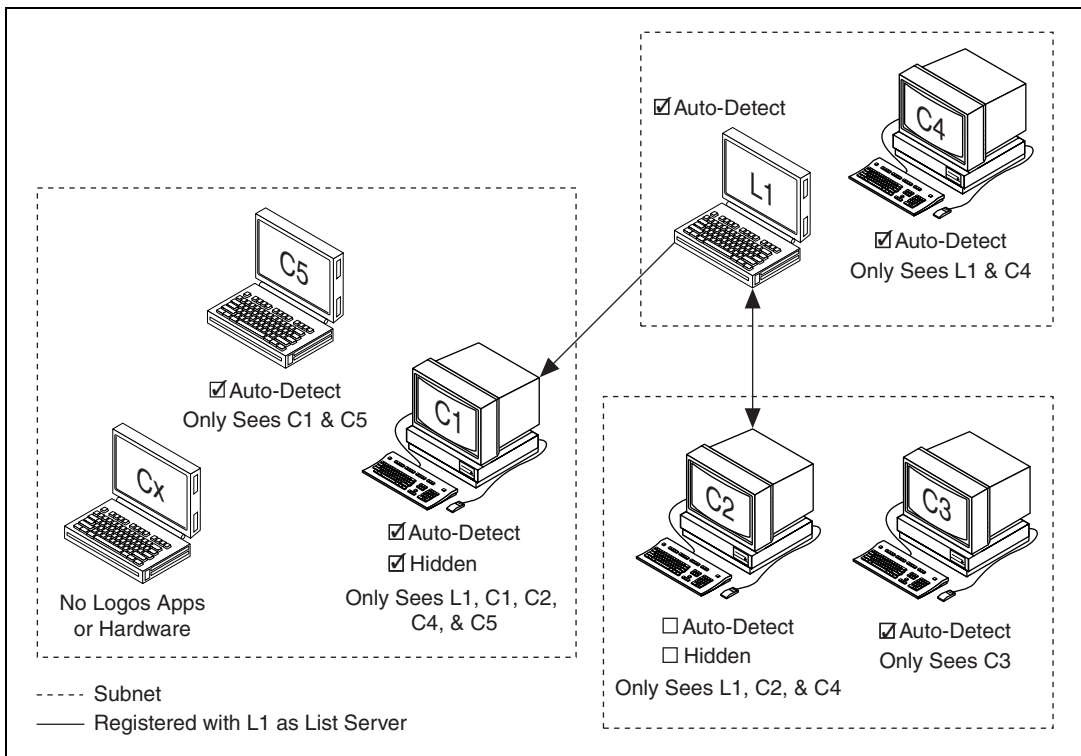 ☑ Auto-Detect
L1
C4
☑ Auto-Detect
Only Sees L1 & C4
C5
☑ Auto-Detect
Only Sees C1 & C5
Cx
No Logos Apps
or Hardware
C1
☑ Auto-Detect
☑ Hidden
Only Sees L1, C1, C2,
C4, & C5
C2
☐ Auto-Detect
☐ Hidden
Only Sees L1, C2, & C4
C3
☑ Auto-Detect
Only Sees C3
Subnet
Registered with L1 as List Server